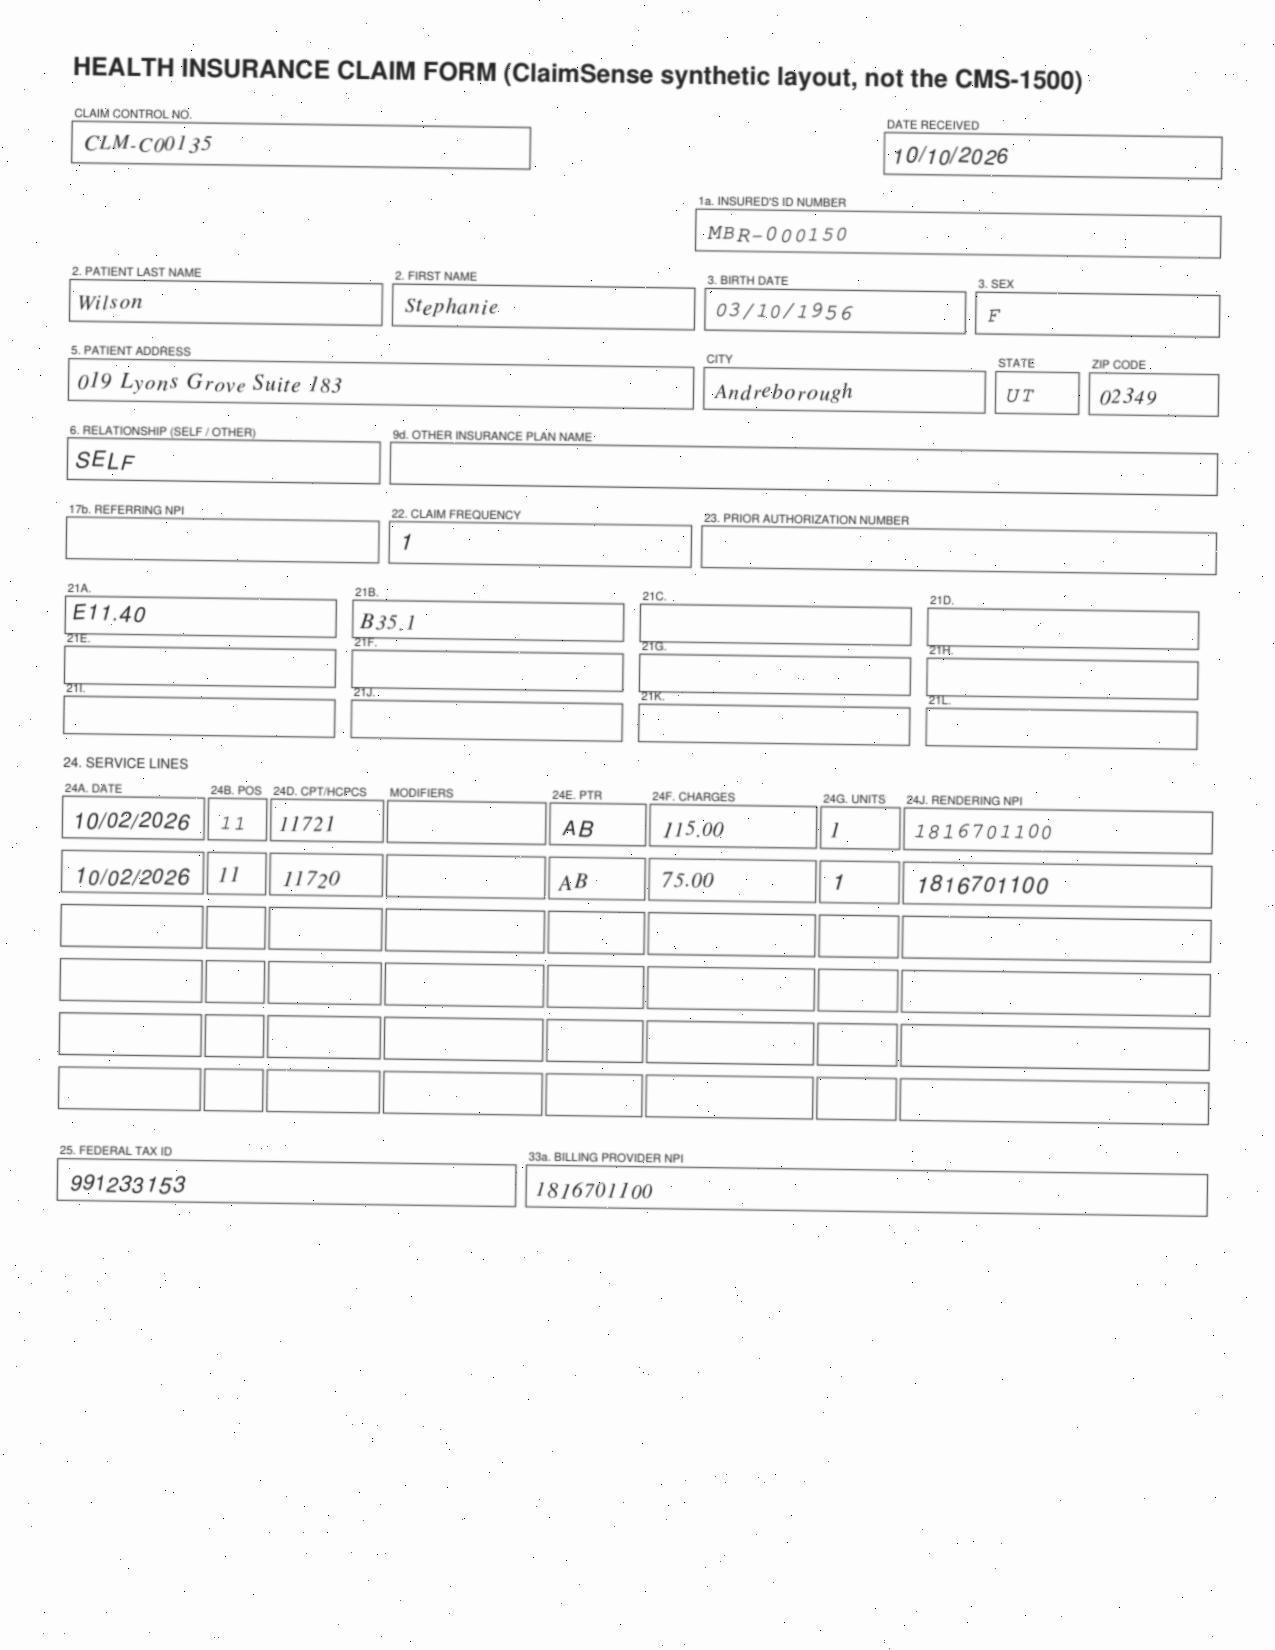 HEALTH INSURANCE CLAIM FORM (ClaimSense synthetic layout, not the CMS-1500)
CLAIM CONTROL NO.
CLM-C00135
DATE RECEIVED
10/10/2026
1a. INSURED'S ID NUMBER
MBR-000150
2. PATIENT LAST NAME 2. FIRST NAME 3. BIRTH DATE 3. SEX
Wilson Stephanie 03/10/1956 F
5. PATIENT ADDRESS CITY STATE ZIP CODE
019 Lyons Grove Suite 183 Andreborough UT 02349
6. RELATIONSHIP (SELF / OTHER) 9d. OTHER INSURANCE PLAN NAME
SELF
17b. REFERRING NPI 22. CLAIM FREQUENCY 23. PRIOR AUTHORIZATION NUMBER
1
21A. 21B. 21C. 21D.
E11.40 B35.1
21E. 21F. 21G. 21H.
21I. 21J. 21K. 21L.
24. SERVICE LINES
24A. DATE 24B. POS 24D. CPT/HCPCS MODIFIERS 24E. PTR 24F. CHARGES 24G. UNITS 24J. RENDERING NPI
10/02/2026 11 11721 AB 115.00 1 1816701100
10/02/2026 11 11720 AB 75.00 1 1816701100
25. FEDERAL TAX ID 33a. BILLING PROVIDER NPI
991233153 1816701100